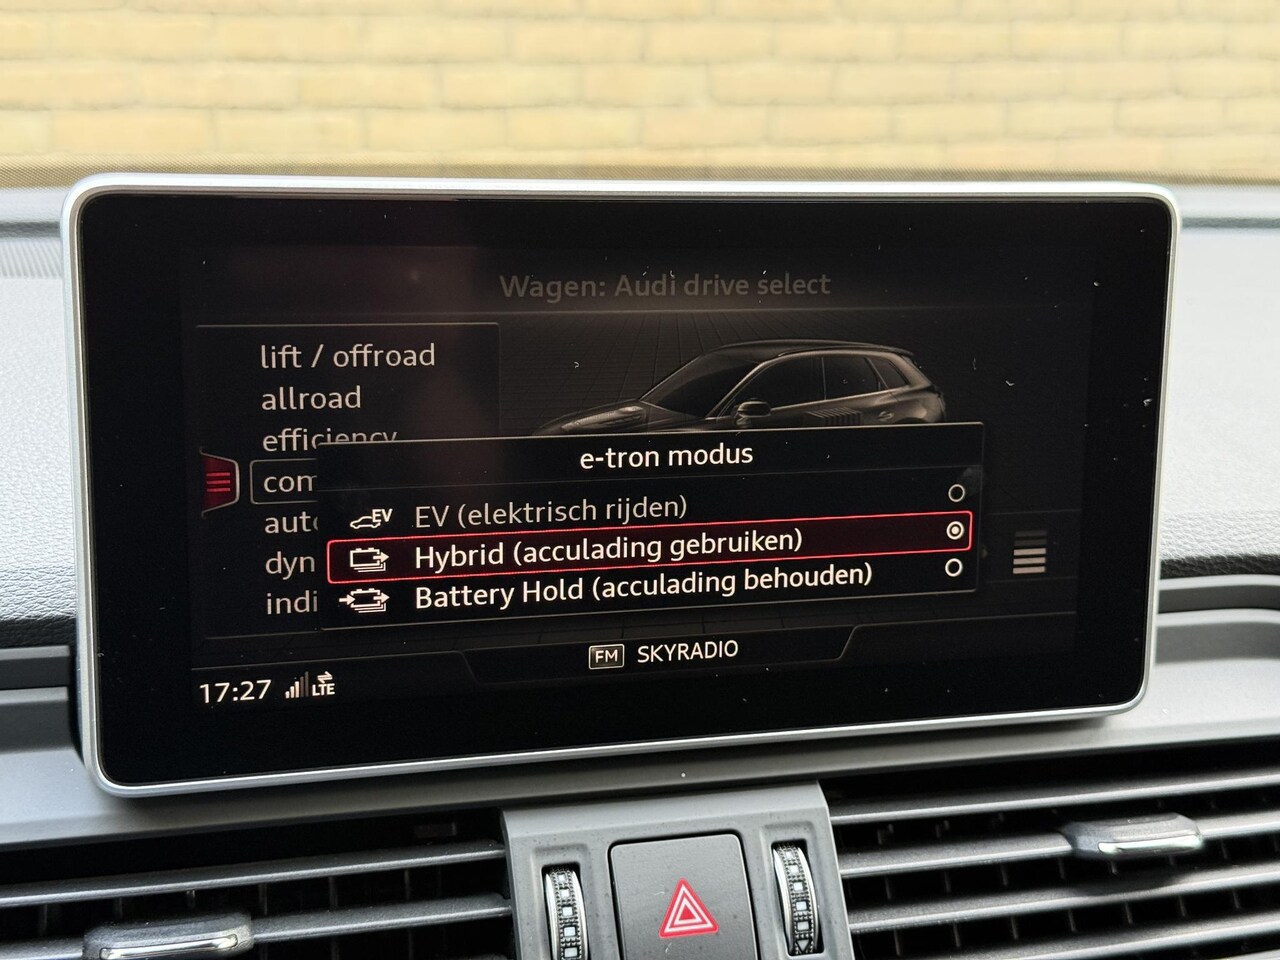 Wagen: Audi drive select
lift / offroad
allroad
efficiency
com
auto
dyn
indi
e-tron modus
EV EV (elektrisch rijden)
Hybrid (acculading gebruiken)
Battery Hold (acculading behouden)
FM SKYRADIO
17:27 LTE